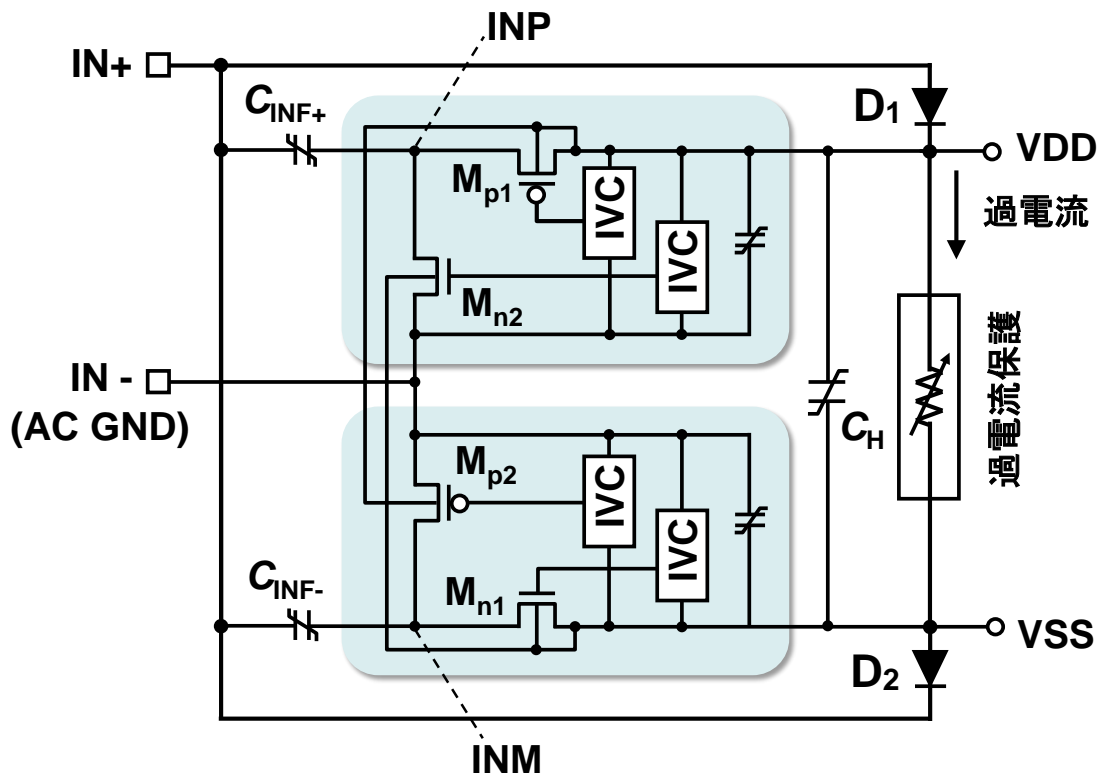 INP
IN+
CINF+
D1
VDD
Mp1
IVC
IVC
過電流
Mn2
IN -
(AC GND)
CH
過電流保護
Mp2
IVC
IVC
CINF-
Mn1
VSS
D2
INM